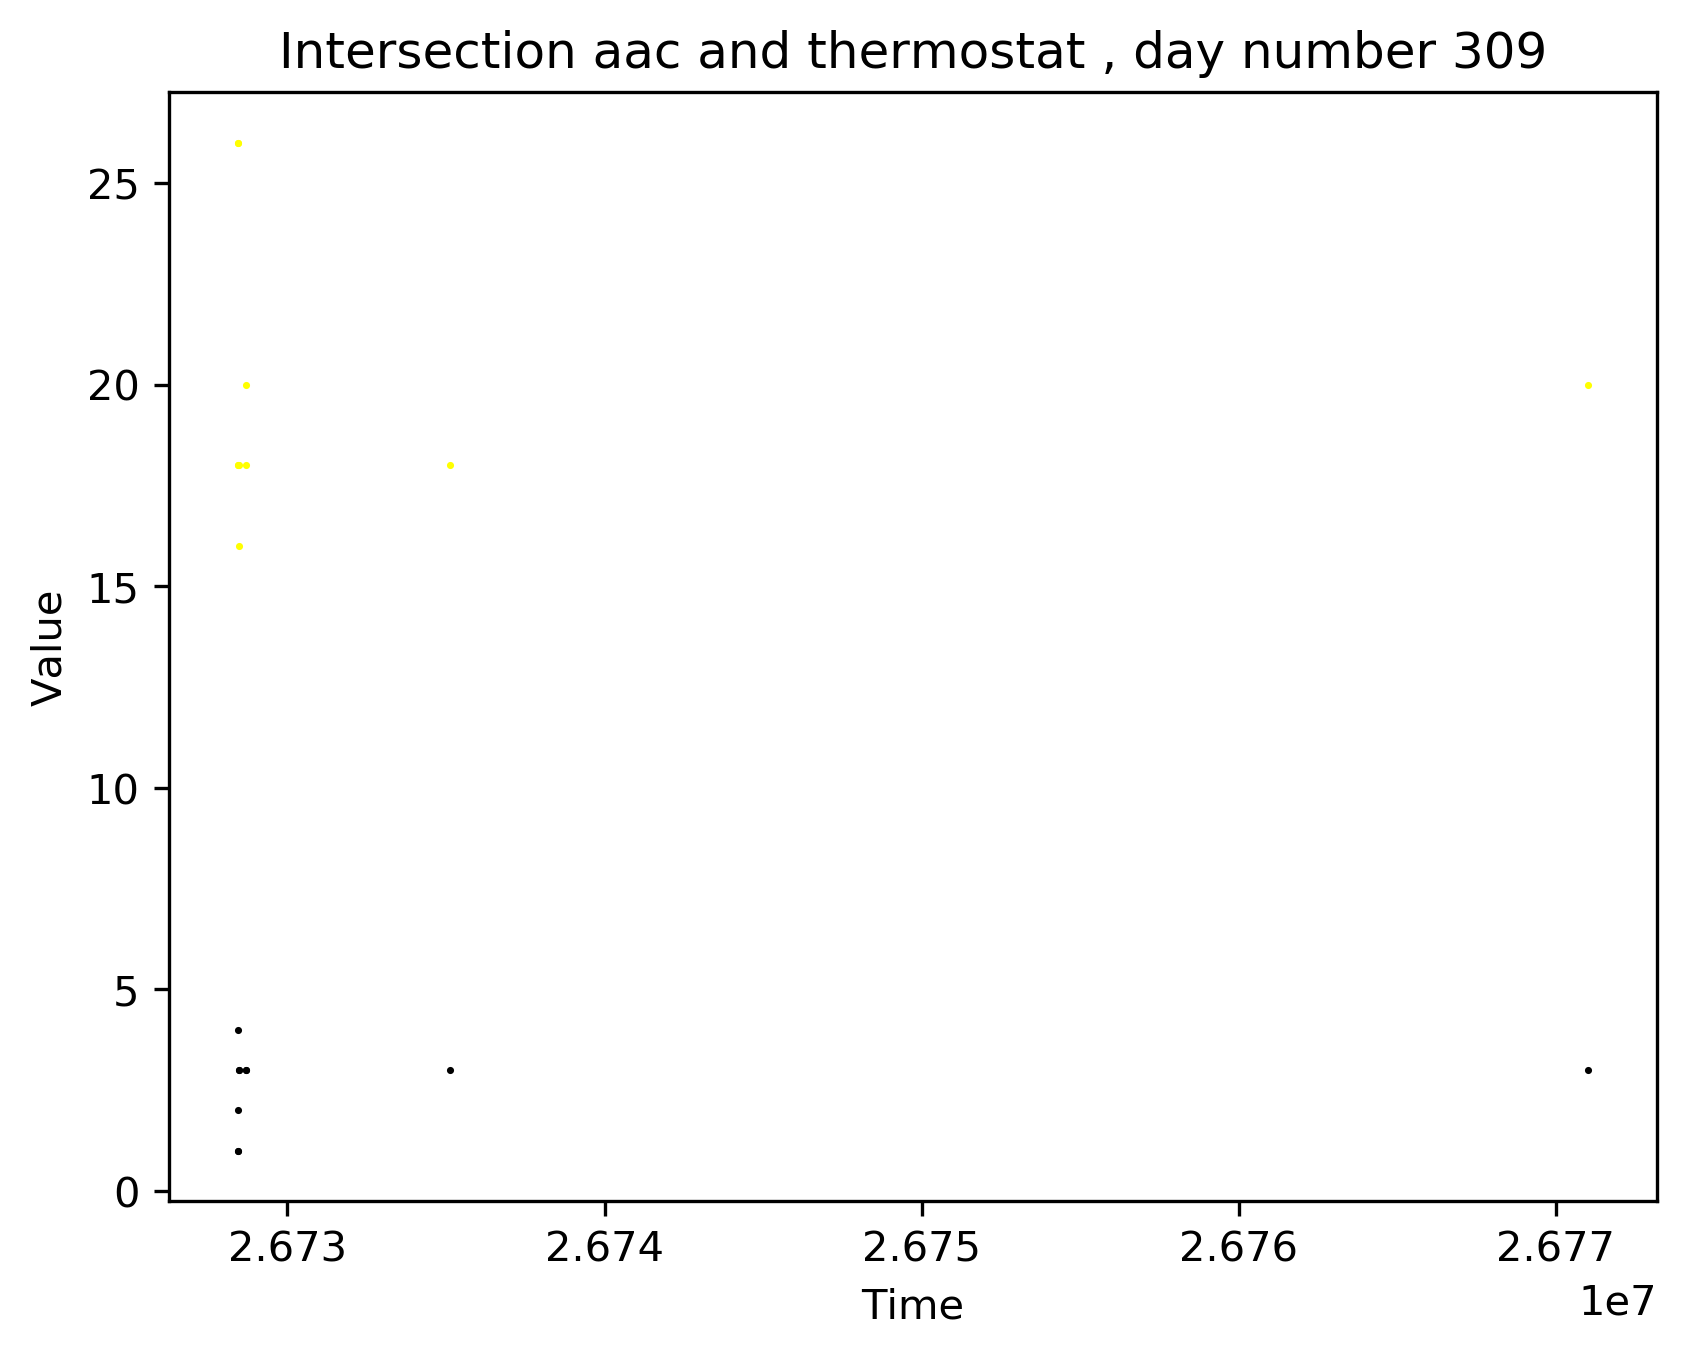 Intersection aac and thermostat , day number 309
25
20
15
10
5
0
Value
2.673 2.674 2.675 2.676 2.677
1e7
Time